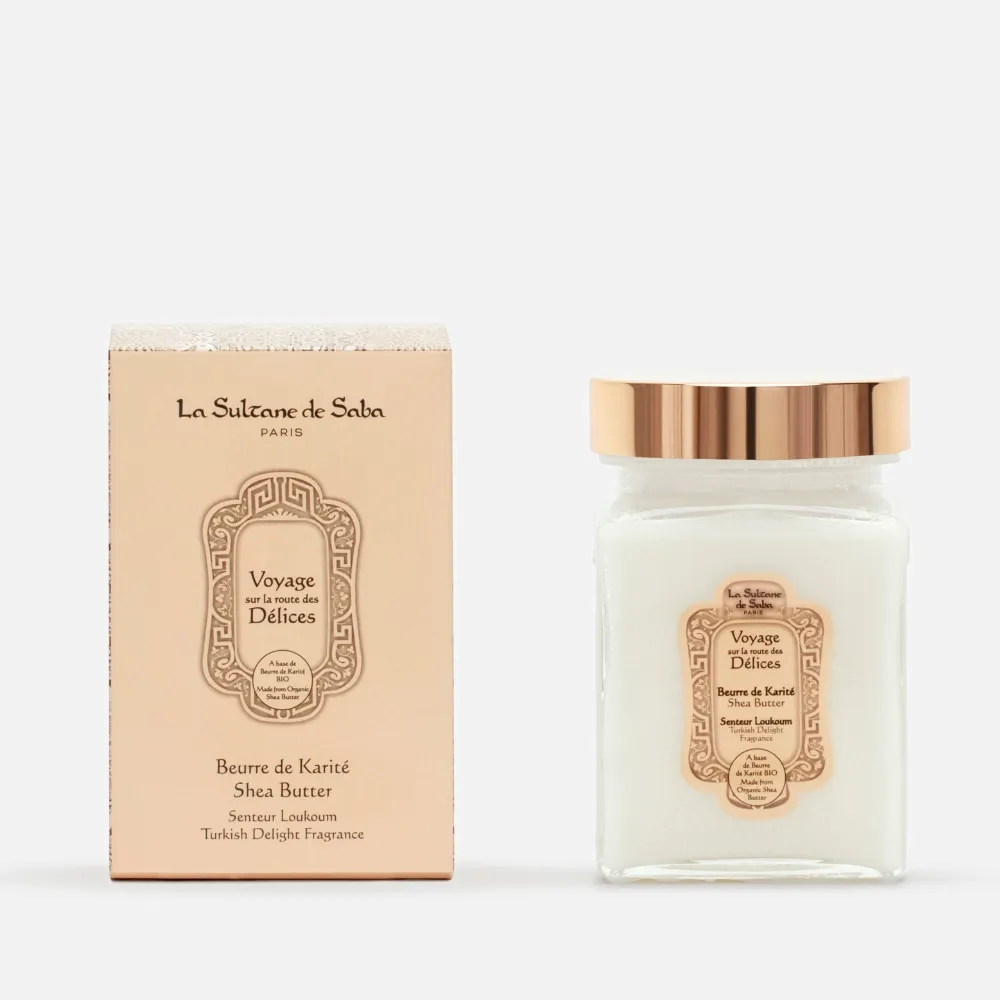 La Sultane de Saba
PARIS
Voyage
sur la route des
Délices
A base de
Beurre de Karité
BIO
Made from Organic
Shea Butter
Beurre de Karité
Shea Butter
Senteur Loukoum
Turkish Delight Fragrance
La Sultane
de Saba
PARIS
Voyage
sur la route des
Délices
Beurre de Karité
Shea Butter
Senteur Loukoum
Turkish Delight
Fragrance
A base
de Beurre
de Karité BIO
Made from
Organic Shea
Butter